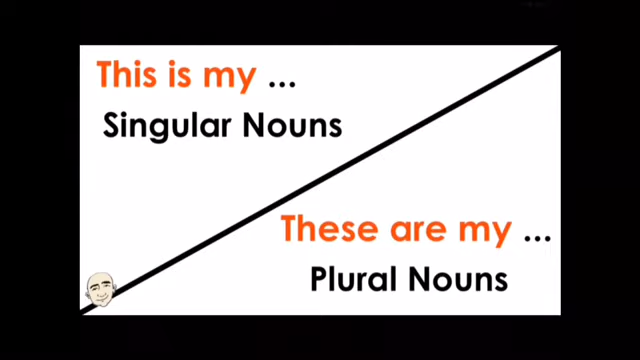 This is my ...
Singular Nouns
These are my ...
Plural Nouns